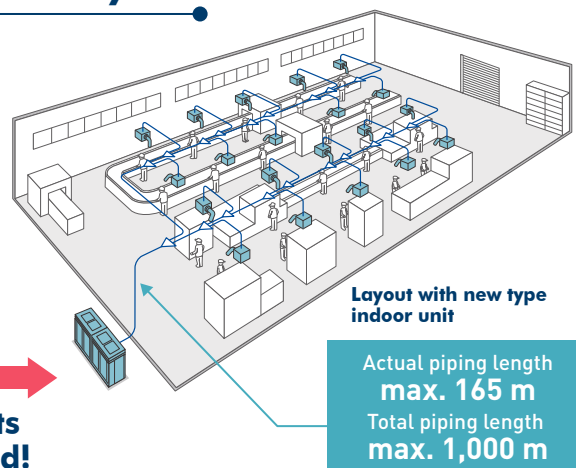 Layout with new type
indoor unit
Actual piping length
max. 165 m
Total piping length
max. 1,000 m